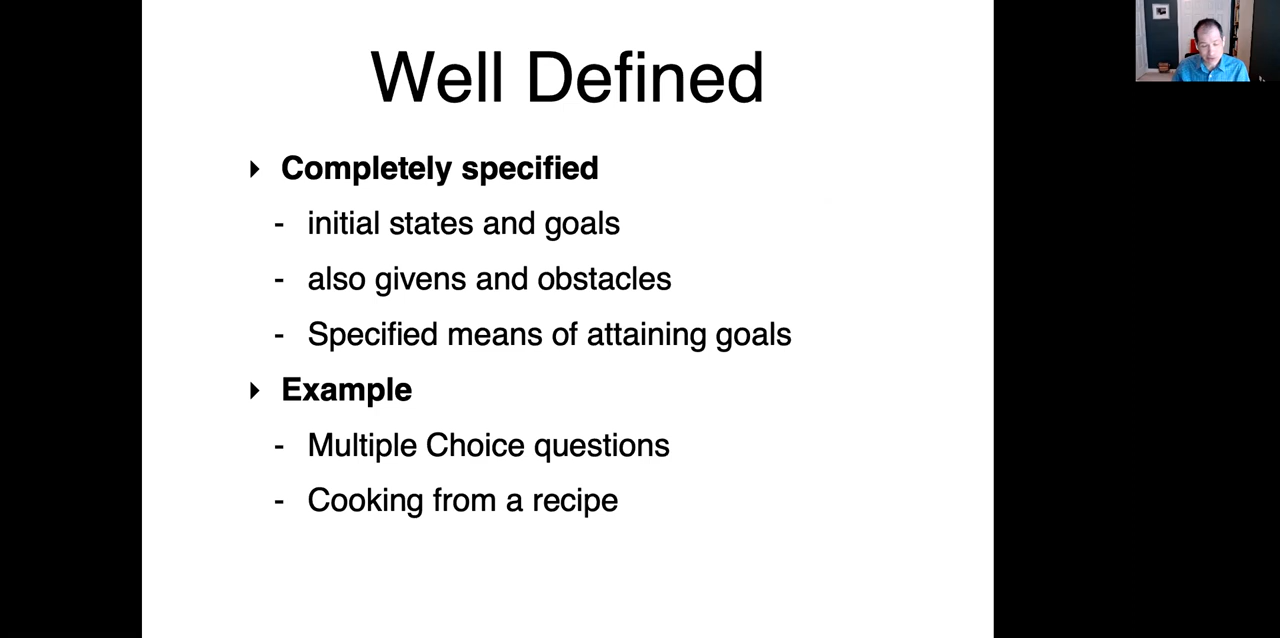 Well Defined
Completely specified
- initial states and goals
- also givens and obstacles
- Specified means of attaining goals
Example
- Multiple Choice questions
- Cooking from a recipe